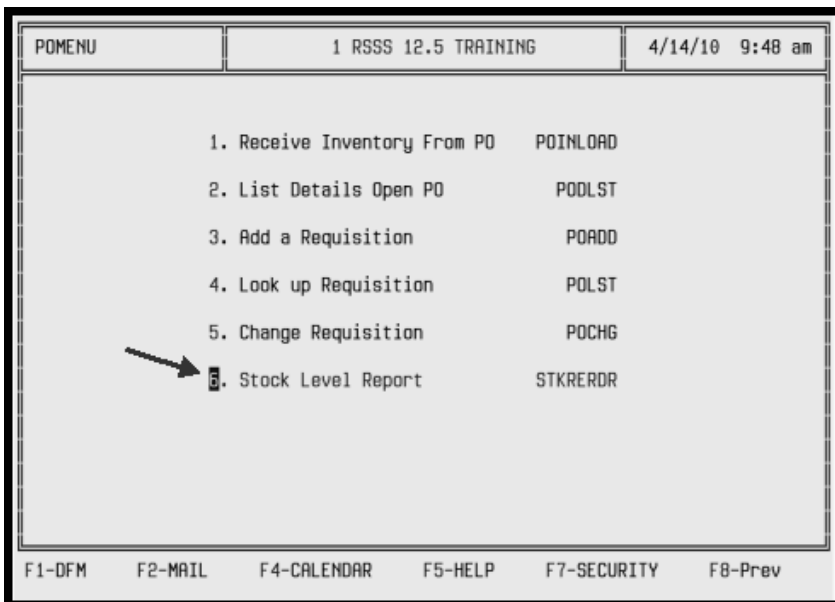 POMENU 1 RSSS 12.5 TRAINING 4/14/10 9:48 am
1. Receive Inventory From PO POINLOAD
2. List Details Open PO PODLST
3. Add a Requisition POADD
4. Look up Requisition POLST
5. Change Requisition POCHG
6. Stock Level Report STKRERDR
F1-DFM F2-MAIL F4-CALENDAR F5-HELP F7-SECURITY F8-Prev